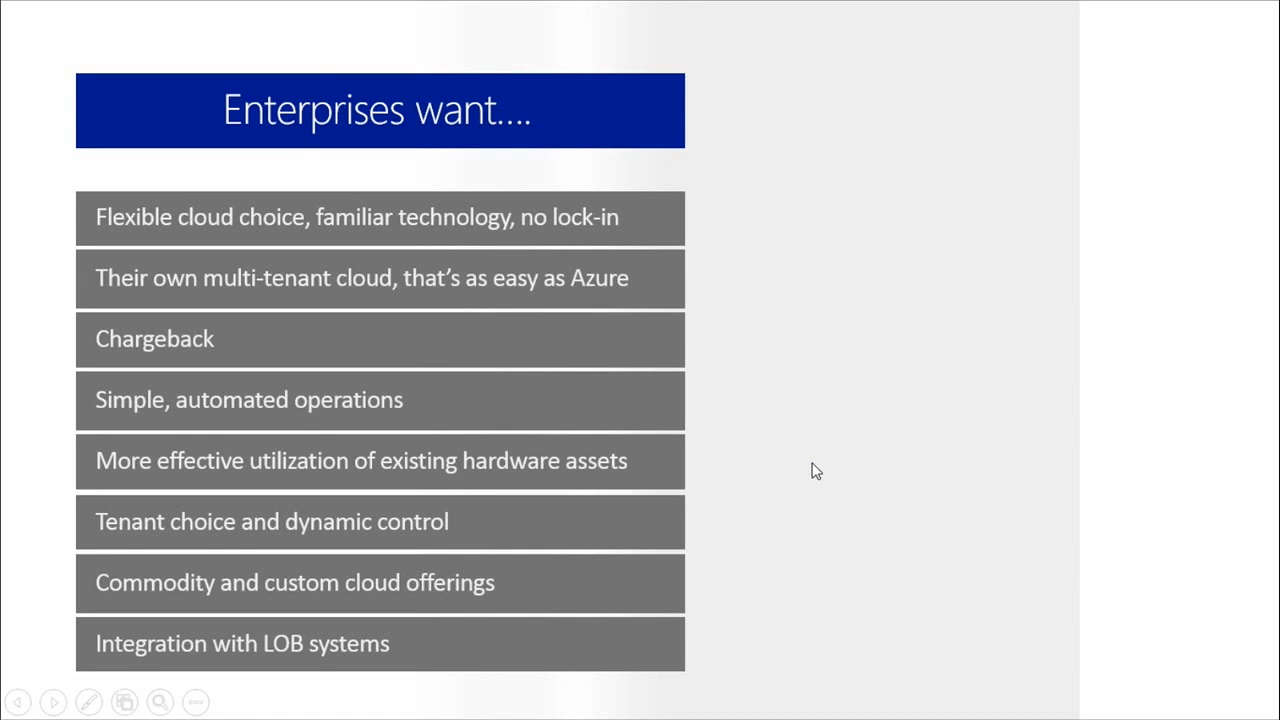 Enterprises want....
Flexible cloud choice, familiar technology, no lock-in
Their own multi-tenant cloud, that’s as easy as Azure
Chargeback
Simple, automated operations
More effective utilization of existing hardware assets
Tenant choice and dynamic control
Commodity and custom cloud offerings
Integration with LOB systems